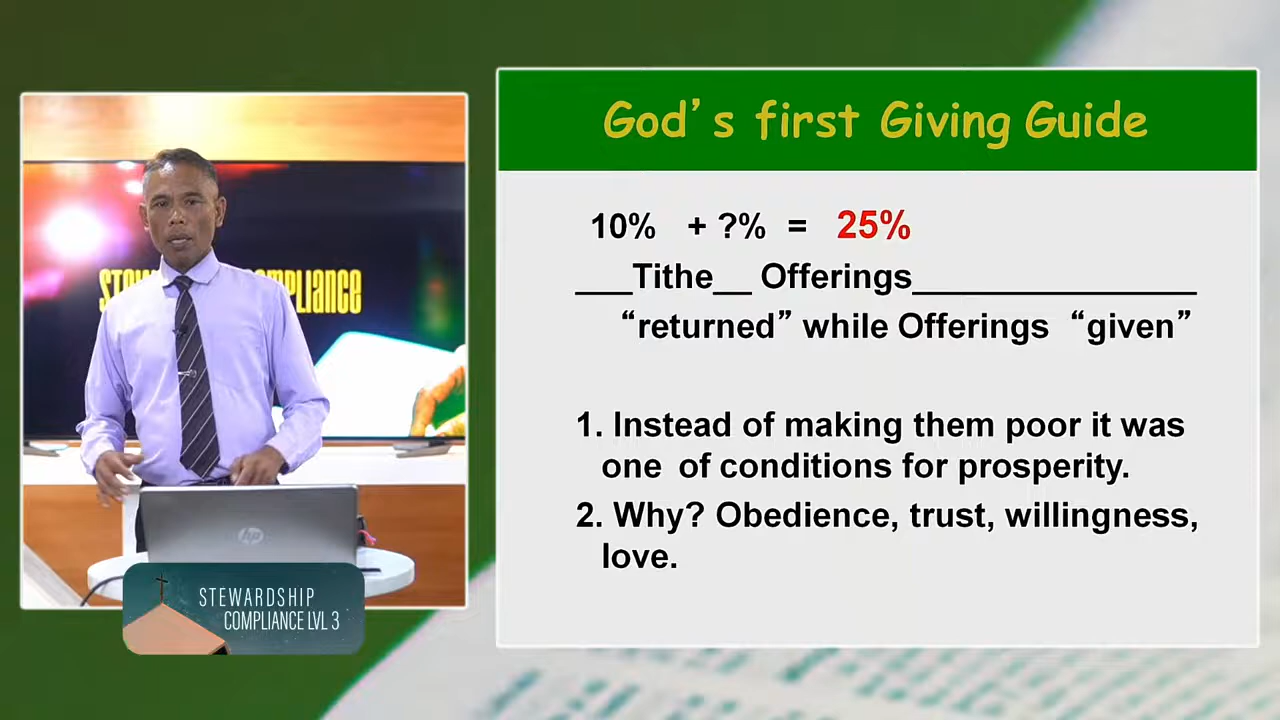 God's first Giving Guide
10% + ?% = 25%
___Tithe__ Offerings_______________
“returned” while Offerings “given”
1. Instead of making them poor it was
one of conditions for prosperity.
2. Why? Obedience, trust, willingness,
love.
hp
STEWARDSHIP
COMPLIANCE LVL 3